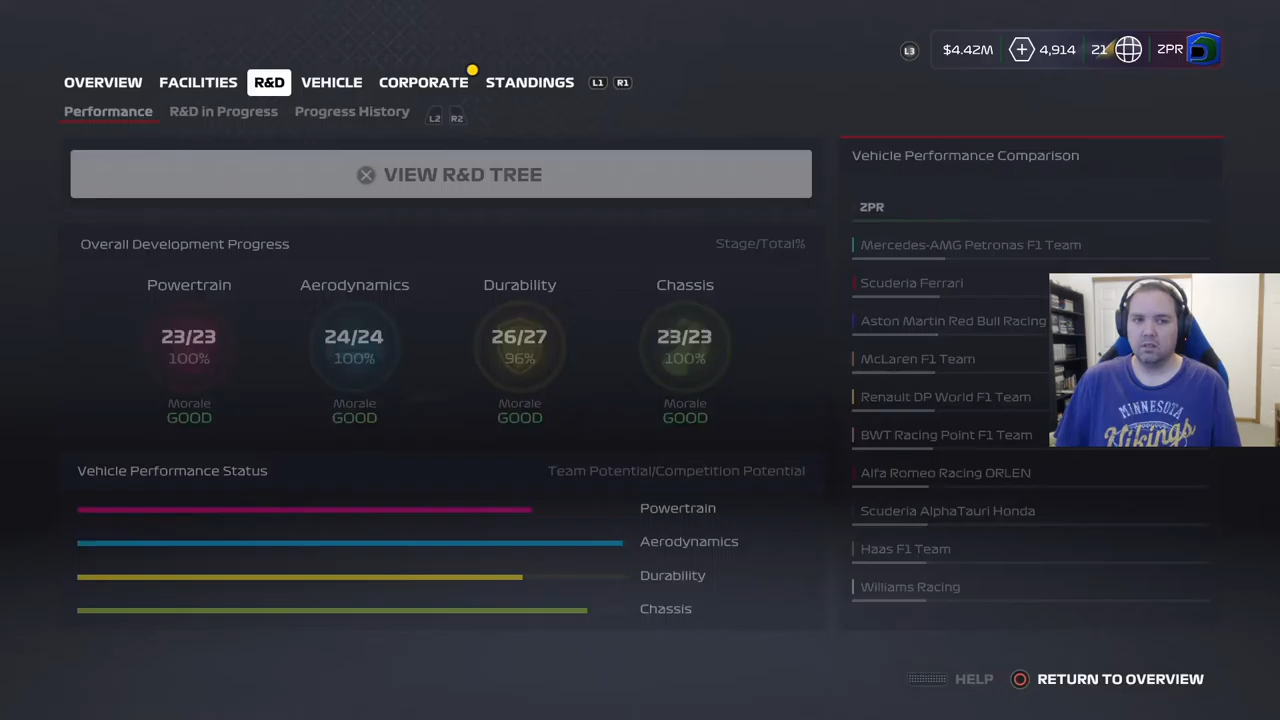 $4.42M 4,914 21 ZPR
L3
OVERVIEW FACILITIES R&D VEHICLE CORPORATE STANDINGS L1 R1
Performance R&D in Progress Progress History L2 R2
VIEW R&D TREE
Overall Development Progress Stage/Total%
Powertrain Aerodynamics Durability Chassis
23/23 24/24 26/27 23/23
100% 100% 96% 100%
Morale Morale Morale Morale
GOOD GOOD GOOD GOOD
Vehicle Performance Status Team Potential/Competition Potential
Powertrain
Aerodynamics
Durability
Chassis
Vehicle Performance Comparison
ZPR
Mercedes-AMG Petronas F1 Team
Scuderia Ferrari
Aston Martin Red Bull Racing
McLaren F1 Team
Renault DP World F1 Team
BWT Racing Point F1 Team
Alfa Romeo Racing ORLEN
Scuderia AlphaTauri Honda
Haas F1 Team
Williams Racing
MINNESOTA
Vikings
HELP RETURN TO OVERVIEW